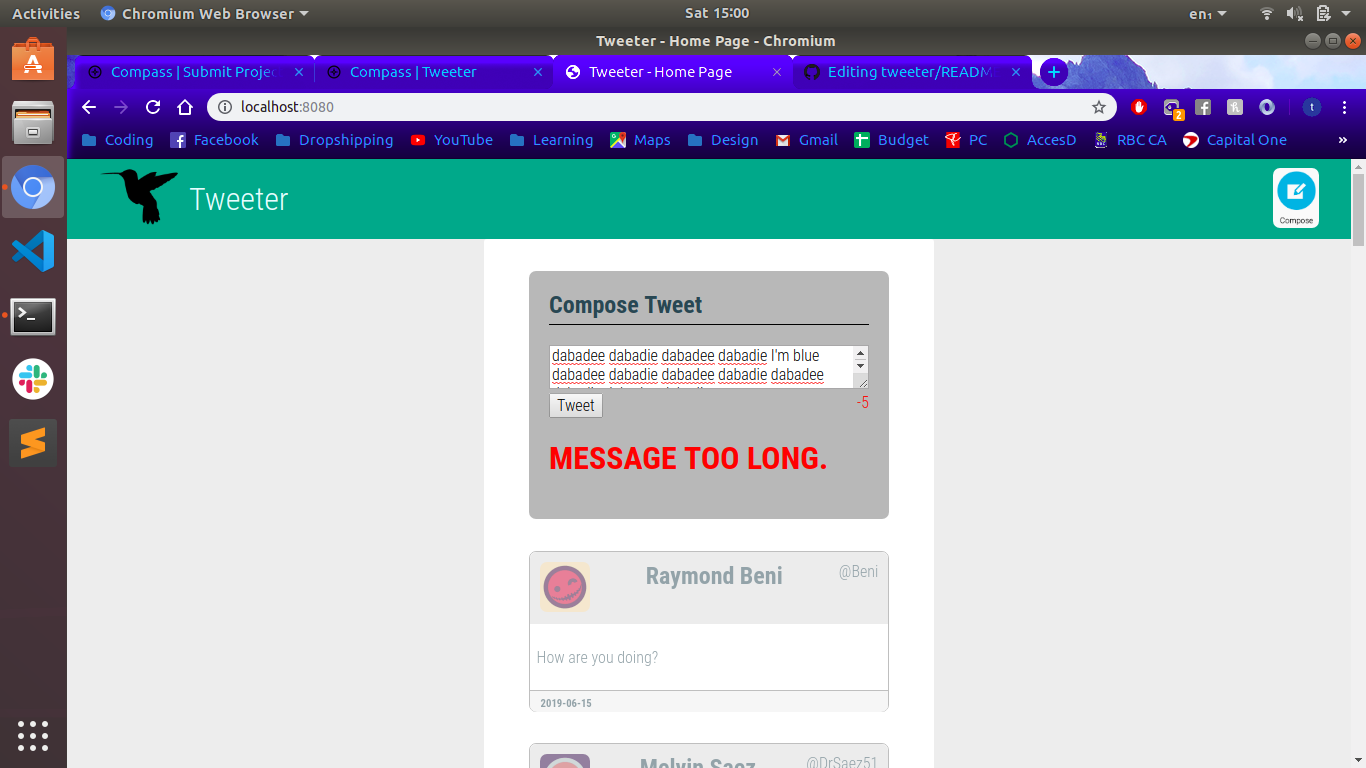 Activities Chromium Web Browser Sat 15:00 en₁
Tweeter - Home Page - Chromium
Compass | Submit Proje Compass | Tweeter Tweeter - Home Page Editing tweeter/READM
localhost:8080 2 t
Coding Facebook Dropshipping YouTube Learning Maps Design Gmail Budget PC AccesD RBC CA Capital One »
Tweeter
Compose
Compose Tweet
dabadee dabadie dabadee dabadie I'm blue
dabadee dabadie dabadee dabadie dabadee
Tweet -5
MESSAGE TOO LONG.
Raymond Beni @Beni
How are you doing?
2019-06-15
Melvin Saez @DrSaez51